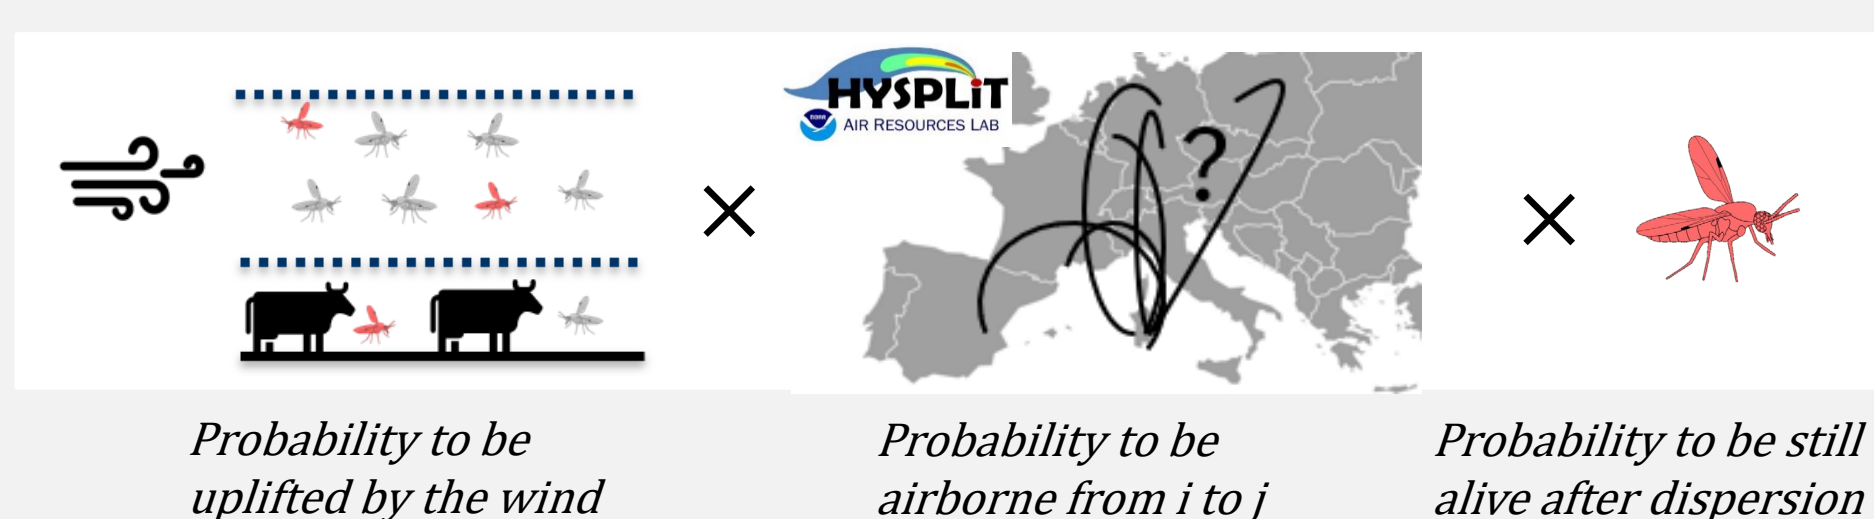 HYSPLiT
NOAA
AIR RESOURCES LAB
?
×
×
Probability to be
uplifted by the wind
Probability to be
airborne from i to j
Probability to be still
alive after dispersion